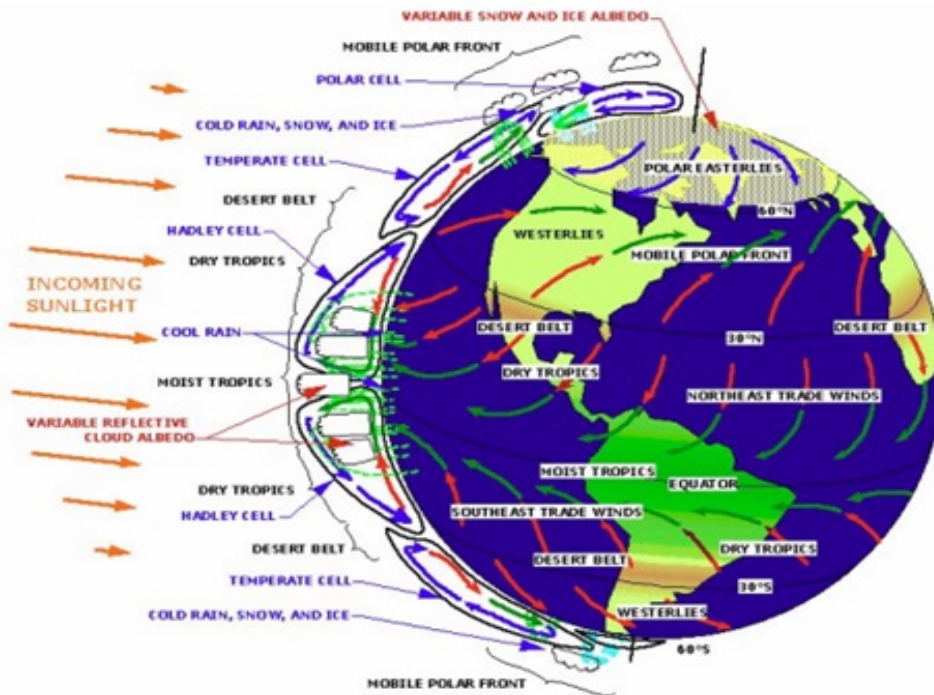 VARIABLE SNOW AND ICE ALBEDO
MOBILE POLAR FRONT
POLAR CELL
COLD RAIN, SNOW, AND ICE
TEMPERATE CELL
DESERT BELT
HADLEY CELL
DRY TROPICS
INCOMING
SUNLIGHT
COOL RAIN
MOIST TROPICS
VARIABLE REFLECTIVE
CLOUD ALBEDO
DRY TROPICS
HADLEY CELL
DESERT BELT
TEMPERATE CELL
COLD RAIN, SNOW, AND ICE
MOBILE POLAR FRONT
POLAR EASTERLIES
60°N
WESTERLIES
MOBILE POLAR FRONT
DESERT BELT
30°N
DESERT BELT
DRY TROPICS
NORTHEAST TRADE WINDS
MOIST TROPICS
EQUATOR
SOUTHEAST TRADE WINDS
DRY TROPICS
DESERT BELT
30°S
WESTERLIES
60°S